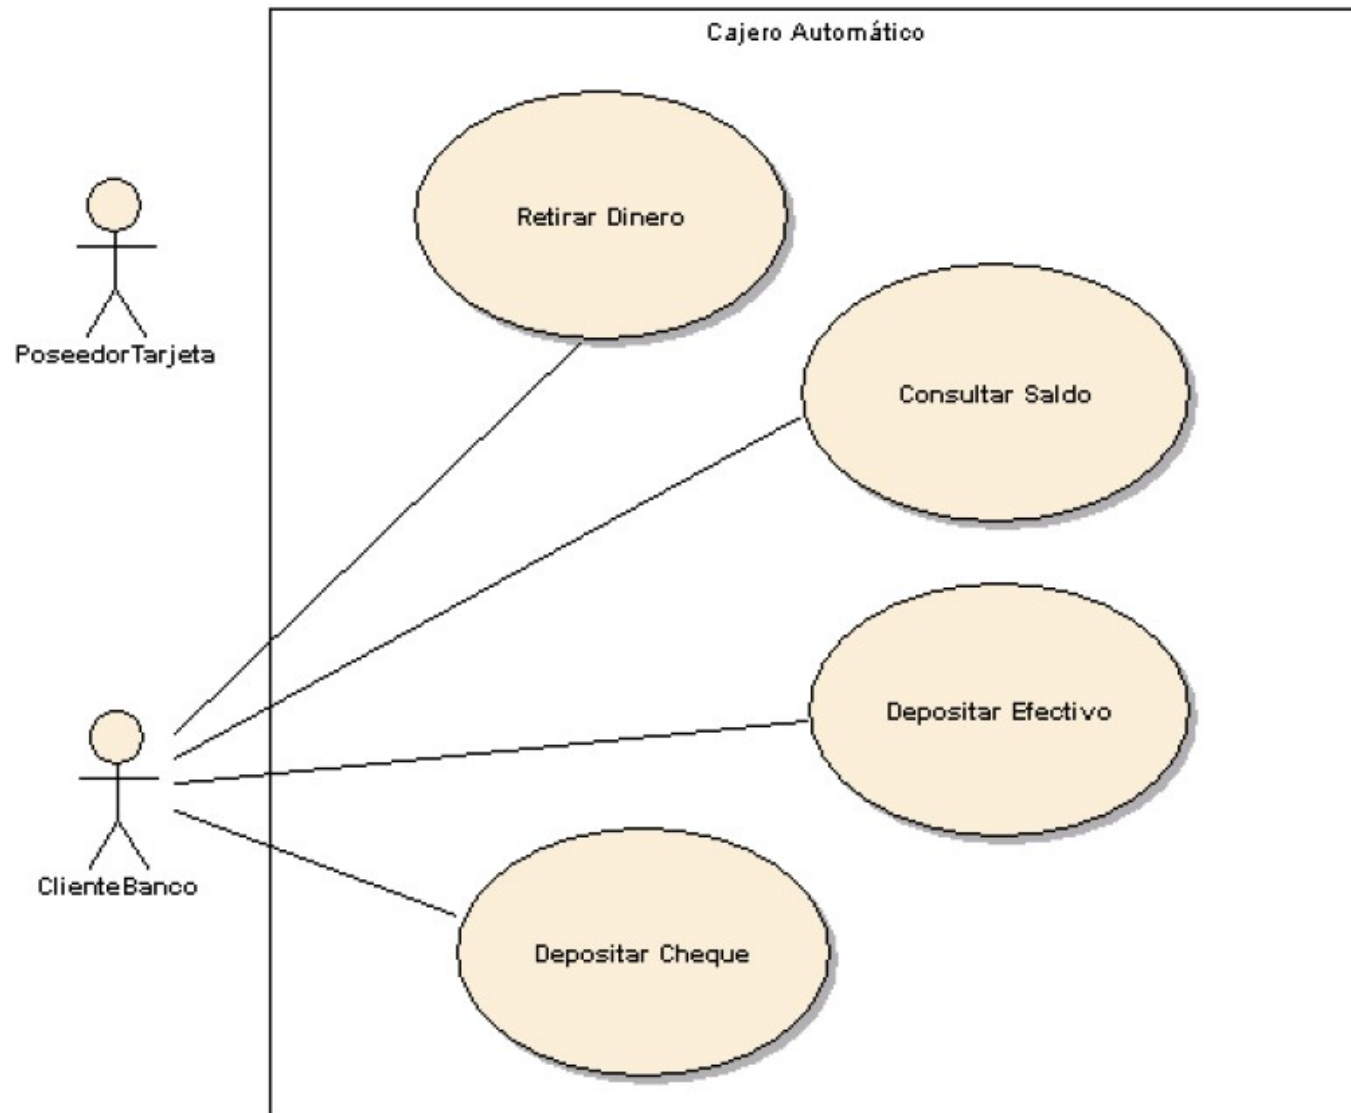 Cajero Automático
Retirar Dinero
PoseedorTarjeta
Consultar Saldo
Depositar Efectivo
ClienteBanco
Depositar Cheque